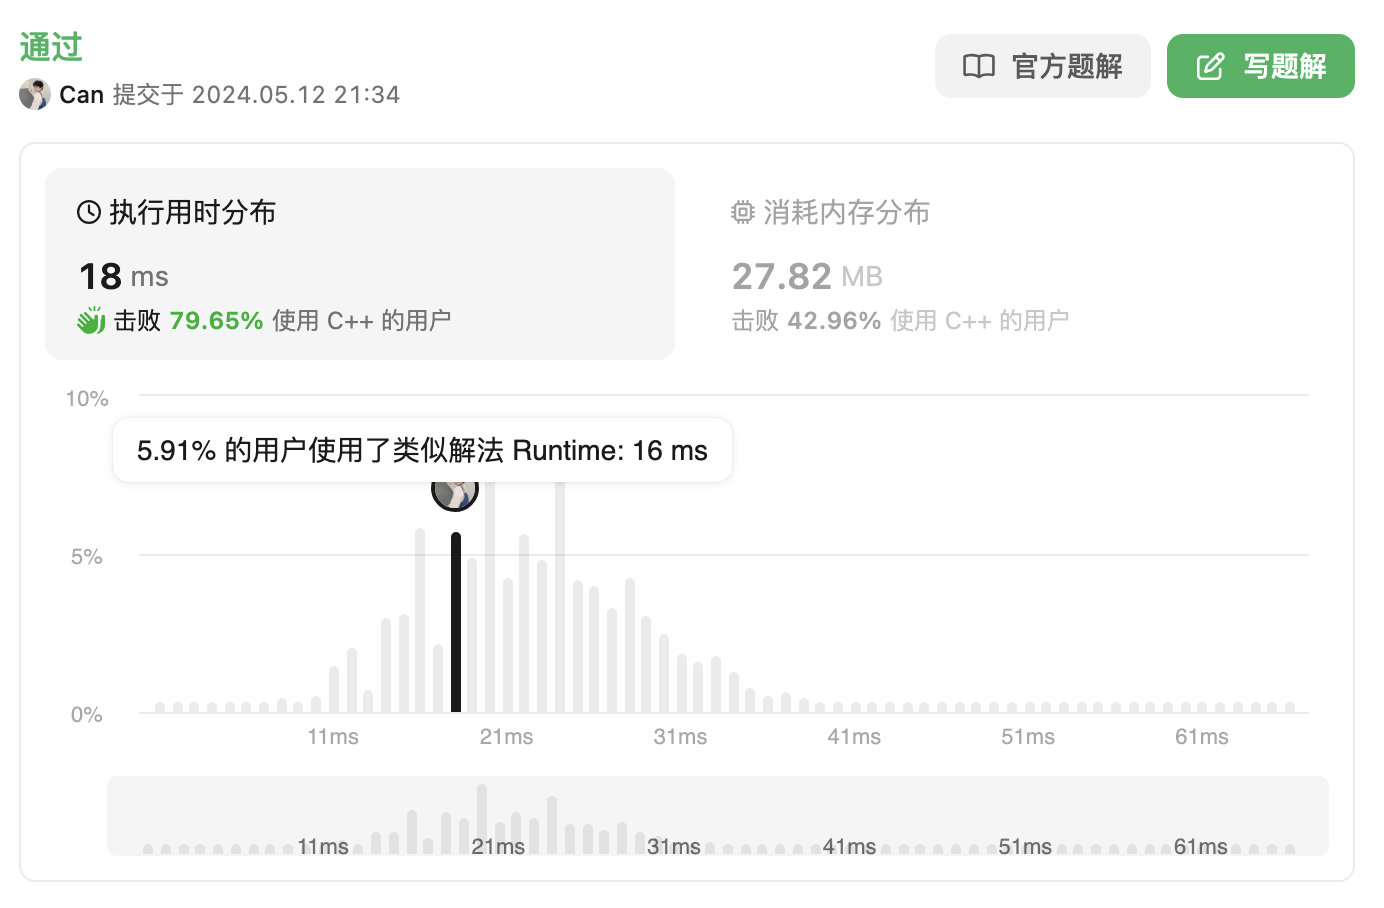 通过
Can 提交于 2024.05.12 21:34
官方题解
写题解
执行用时分布
18 ms
击败 79.65% 使用 C++ 的用户
消耗内存分布
27.82 MB
击败 42.96% 使用 C++ 的用户
10%
5.91% 的用户使用了类似解法 Runtime: 16 ms
5%
0%
11ms 21ms 31ms 41ms 51ms 61ms
11ms 21ms 31ms 41ms 51ms 61ms